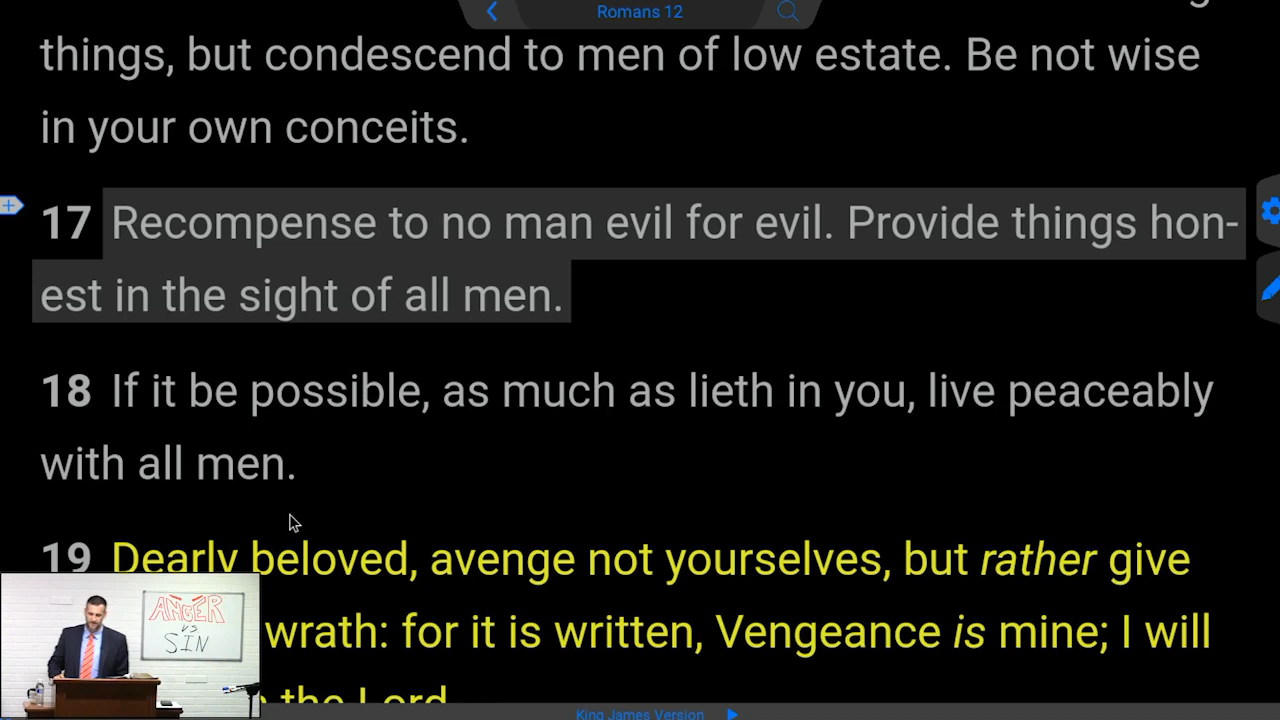 Romans 12
things, but condescend to men of low estate. Be not wise
in your own conceits.
17 Recompense to no man evil for evil. Provide things hon-
est in the sight of all men.
18 If it be possible, as much as lieth in you, live peaceably
with all men.
19 Dearly beloved, avenge not yourselves, but rather give
wrath: for it is written, Vengeance is mine; I will
the Lord
ANGER
VS
SIN
King James Version